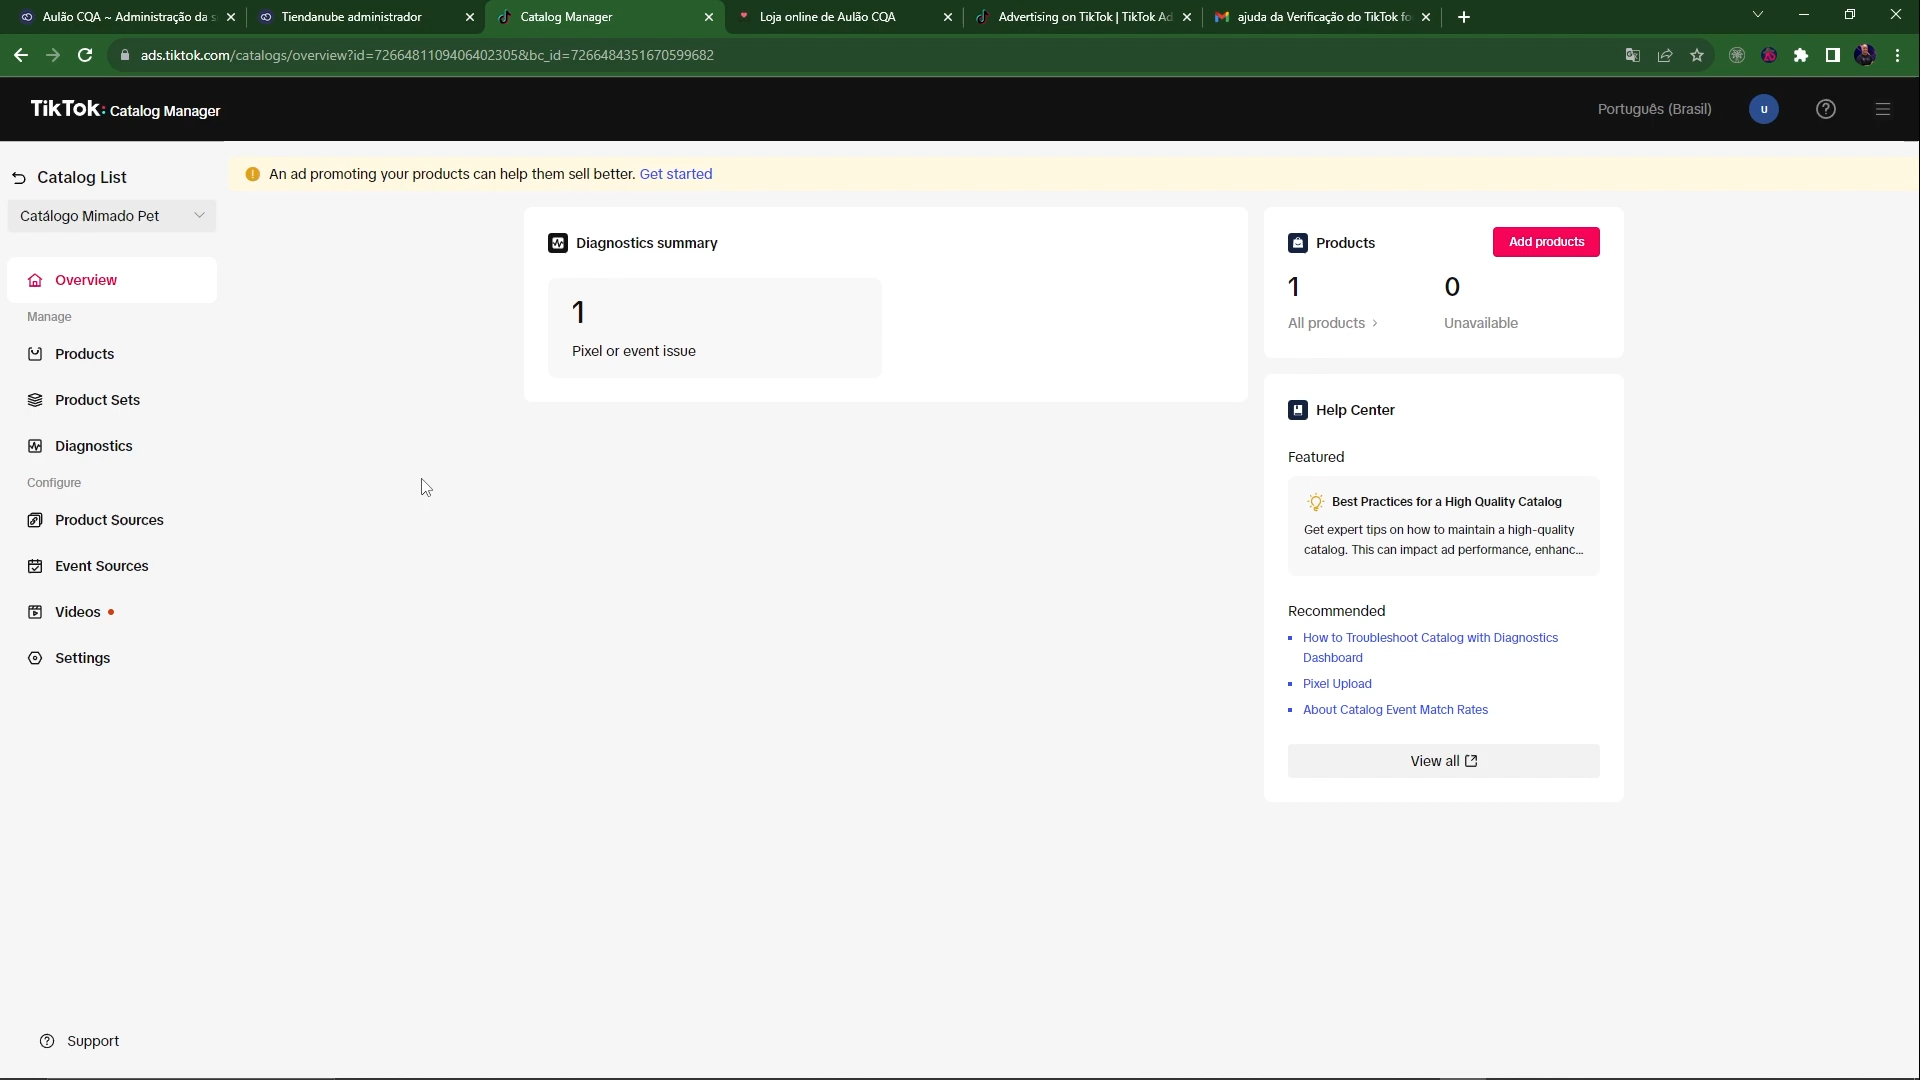 Aulão CQA ~ Administração da s
Tiendanube administrador
Catalog Manager
Loja online de Aulão CQA
Advertising on TikTok | TikTok Ad
ajuda da Verificação do TikTok fo
ads.tiktok.com/catalogs/overview?id=7266481109406402305&bc_id=7266484351670599682
TikTok: Catalog Manager
Português (Brasil)
U
Catalog List
An ad promoting your products can help them sell better. Get started
Catálogo Mimado Pet
Overview
Manage
Products
Product Sets
Diagnostics
Configure
Product Sources
Event Sources
Videos
Settings
Support
Diagnostics summary
1
Pixel or event issue
Products
Add products
1
0
All products >
Unavailable
Help Center
Featured
Best Practices for a High Quality Catalog
Get expert tips on how to maintain a high-quality
catalog. This can impact ad performance, enhanc...
Recommended
How to Troubleshoot Catalog with Diagnostics
Dashboard
Pixel Upload
About Catalog Event Match Rates
View all